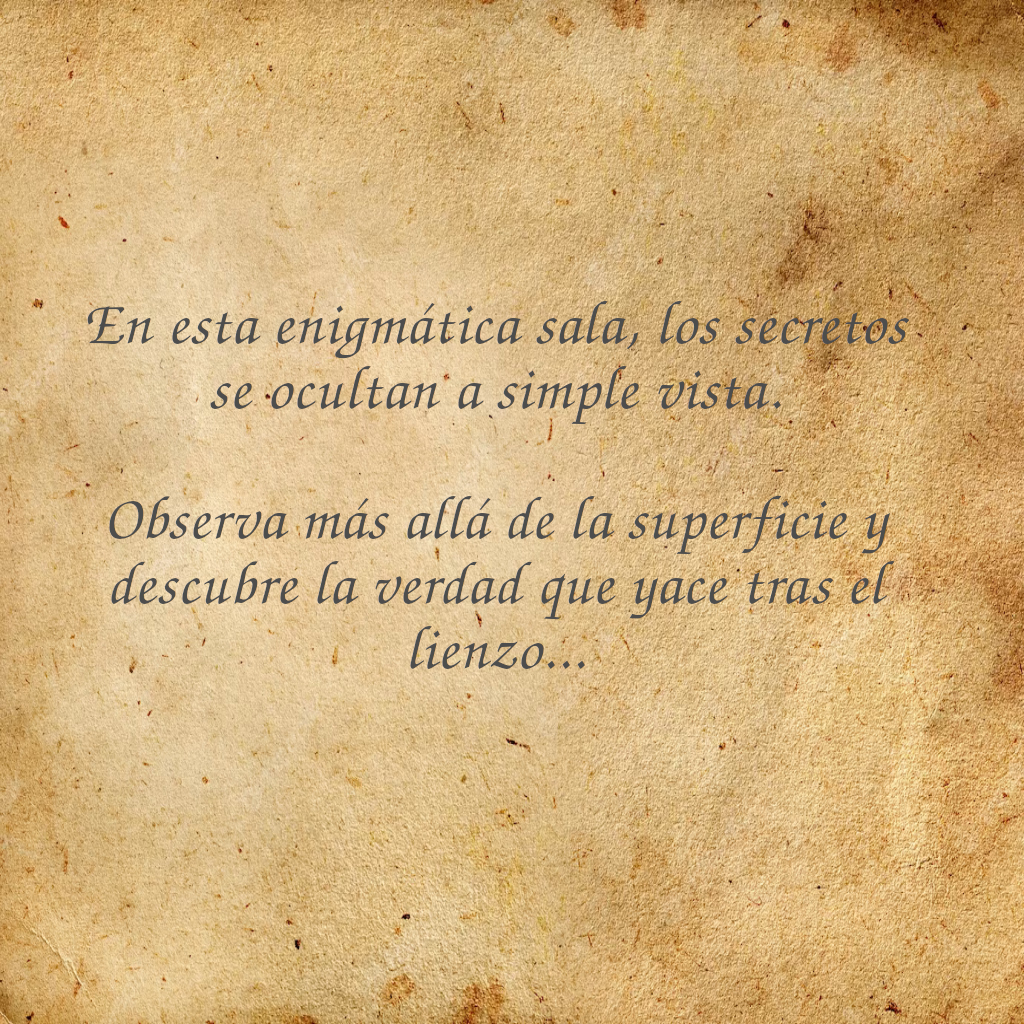 En esta enigmática sala, los secretos
se ocultan a simple vista.
Observa más allá de la superficie y
descubre la verdad que yace tras el
lienzo...